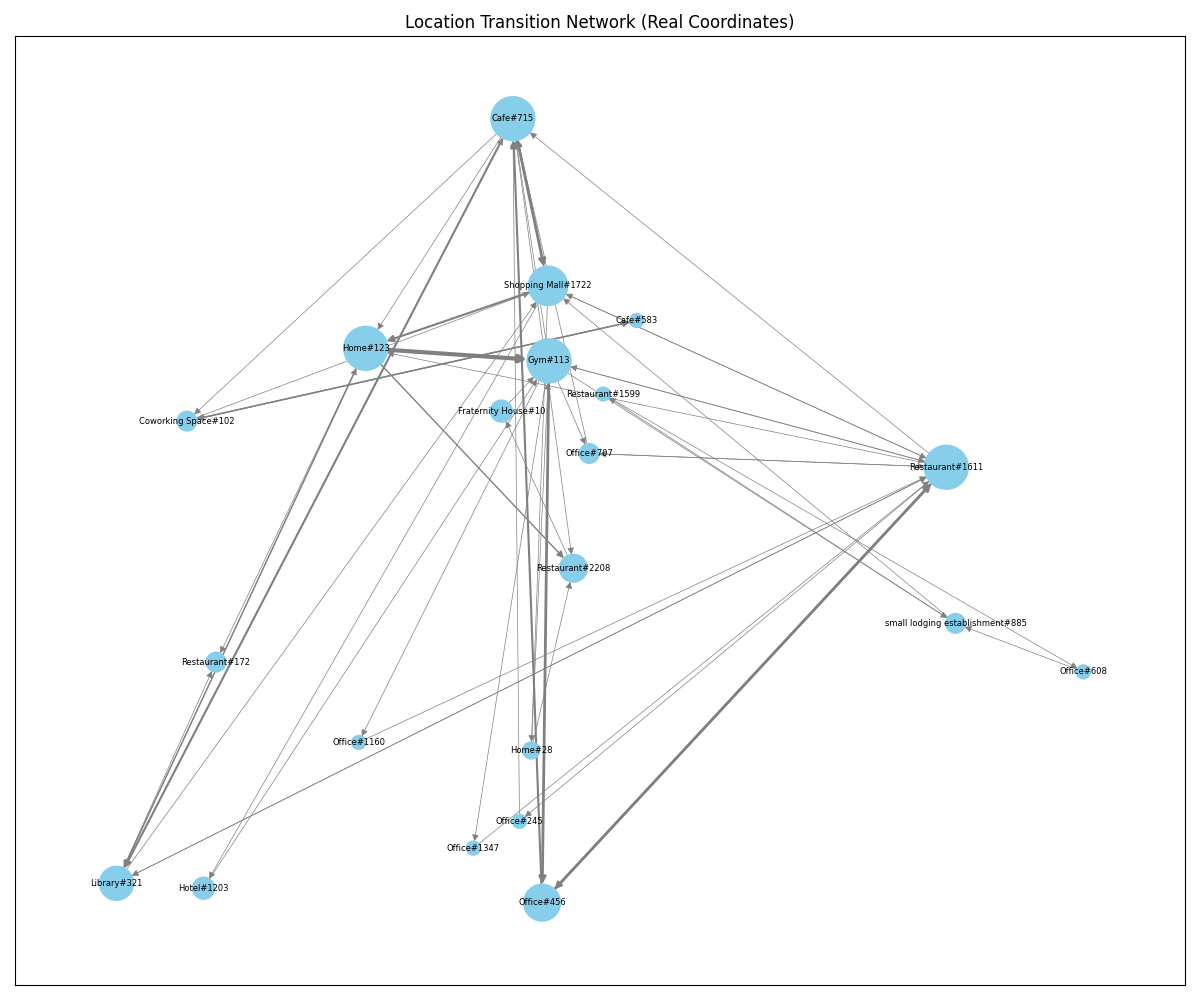 Location Transition Network (Real Coordinates)
Cafe#715
Shopping Mall#1722
Cafe#583
Home#123
Gym#113
Restaurant#1599
Fraternity House#10
Coworking Space#102
Office#707
Restaurant#1611
Restaurant#2208
small lodging establishment#885
Restaurant#172
Office#608
Office#1160
Home#28
Office#245
Office#1347
Library#321
Hotel#1203
Office#456